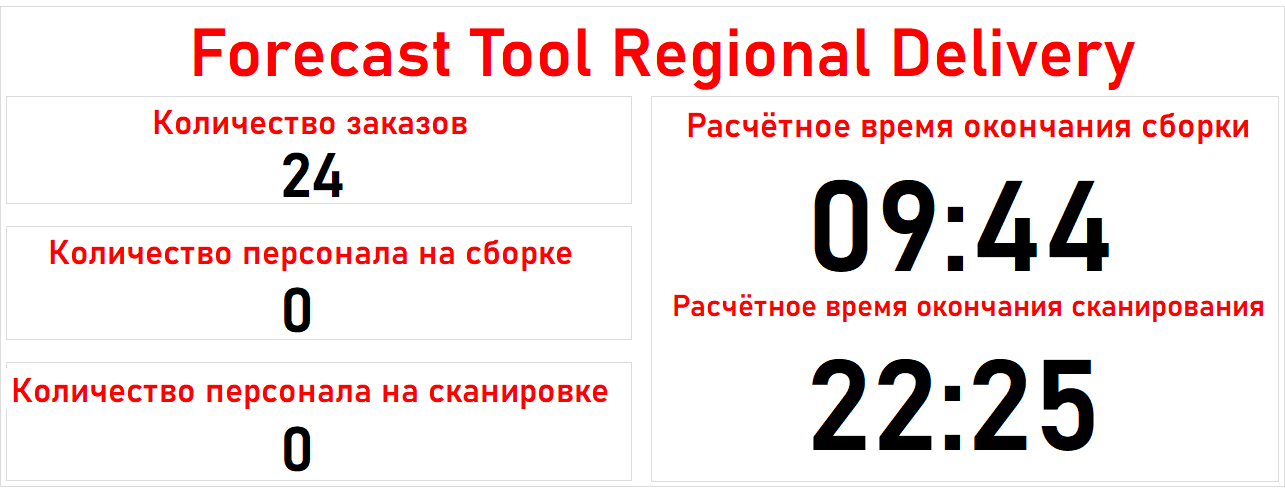 Forecast Tool Regional Delivery
Количество заказов
24
Количество персонала на сборке
0
Количество персонала на сканировке
0
Расчётное время окончания сборки
09:44
Расчётное время окончания сканирования
22:25